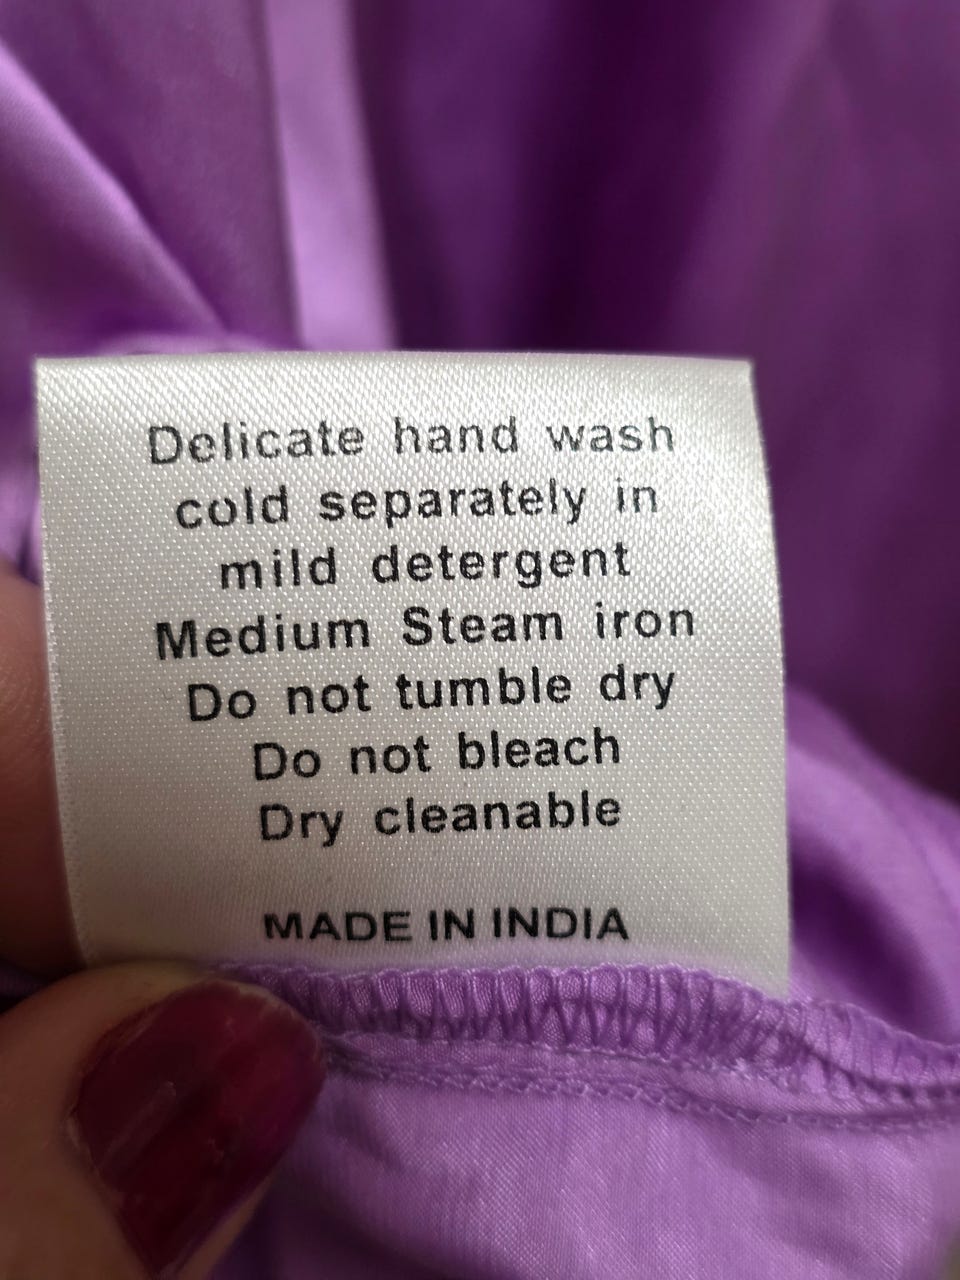 Delicate hand wash
cold separately in
mild detergent
Medium Steam iron
Do not tumble dry
Do not bleach
Dry cleanable
MADE IN INDIA